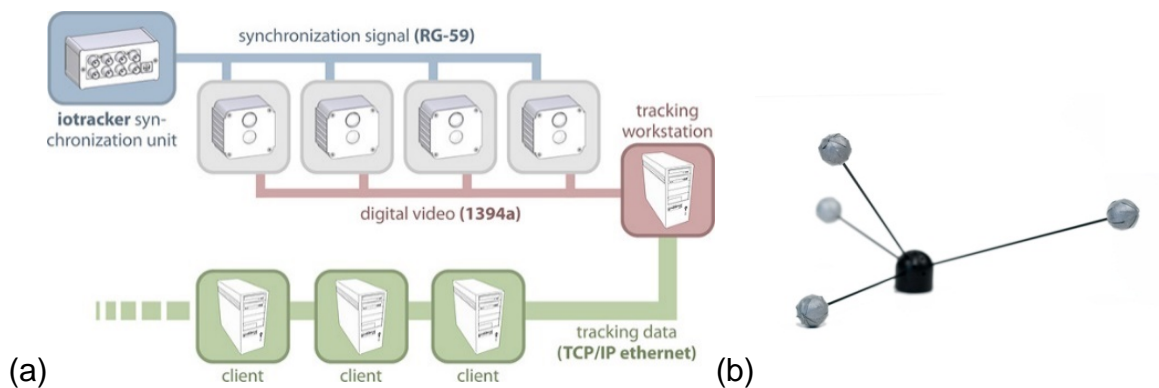 synchronization signal (RG-59)
iotracker syn-
chronization unit
tracking
workstation
digital video (1394a)
tracking data
(TCP/IP ethernet)
client
client
client
(a)
(b)